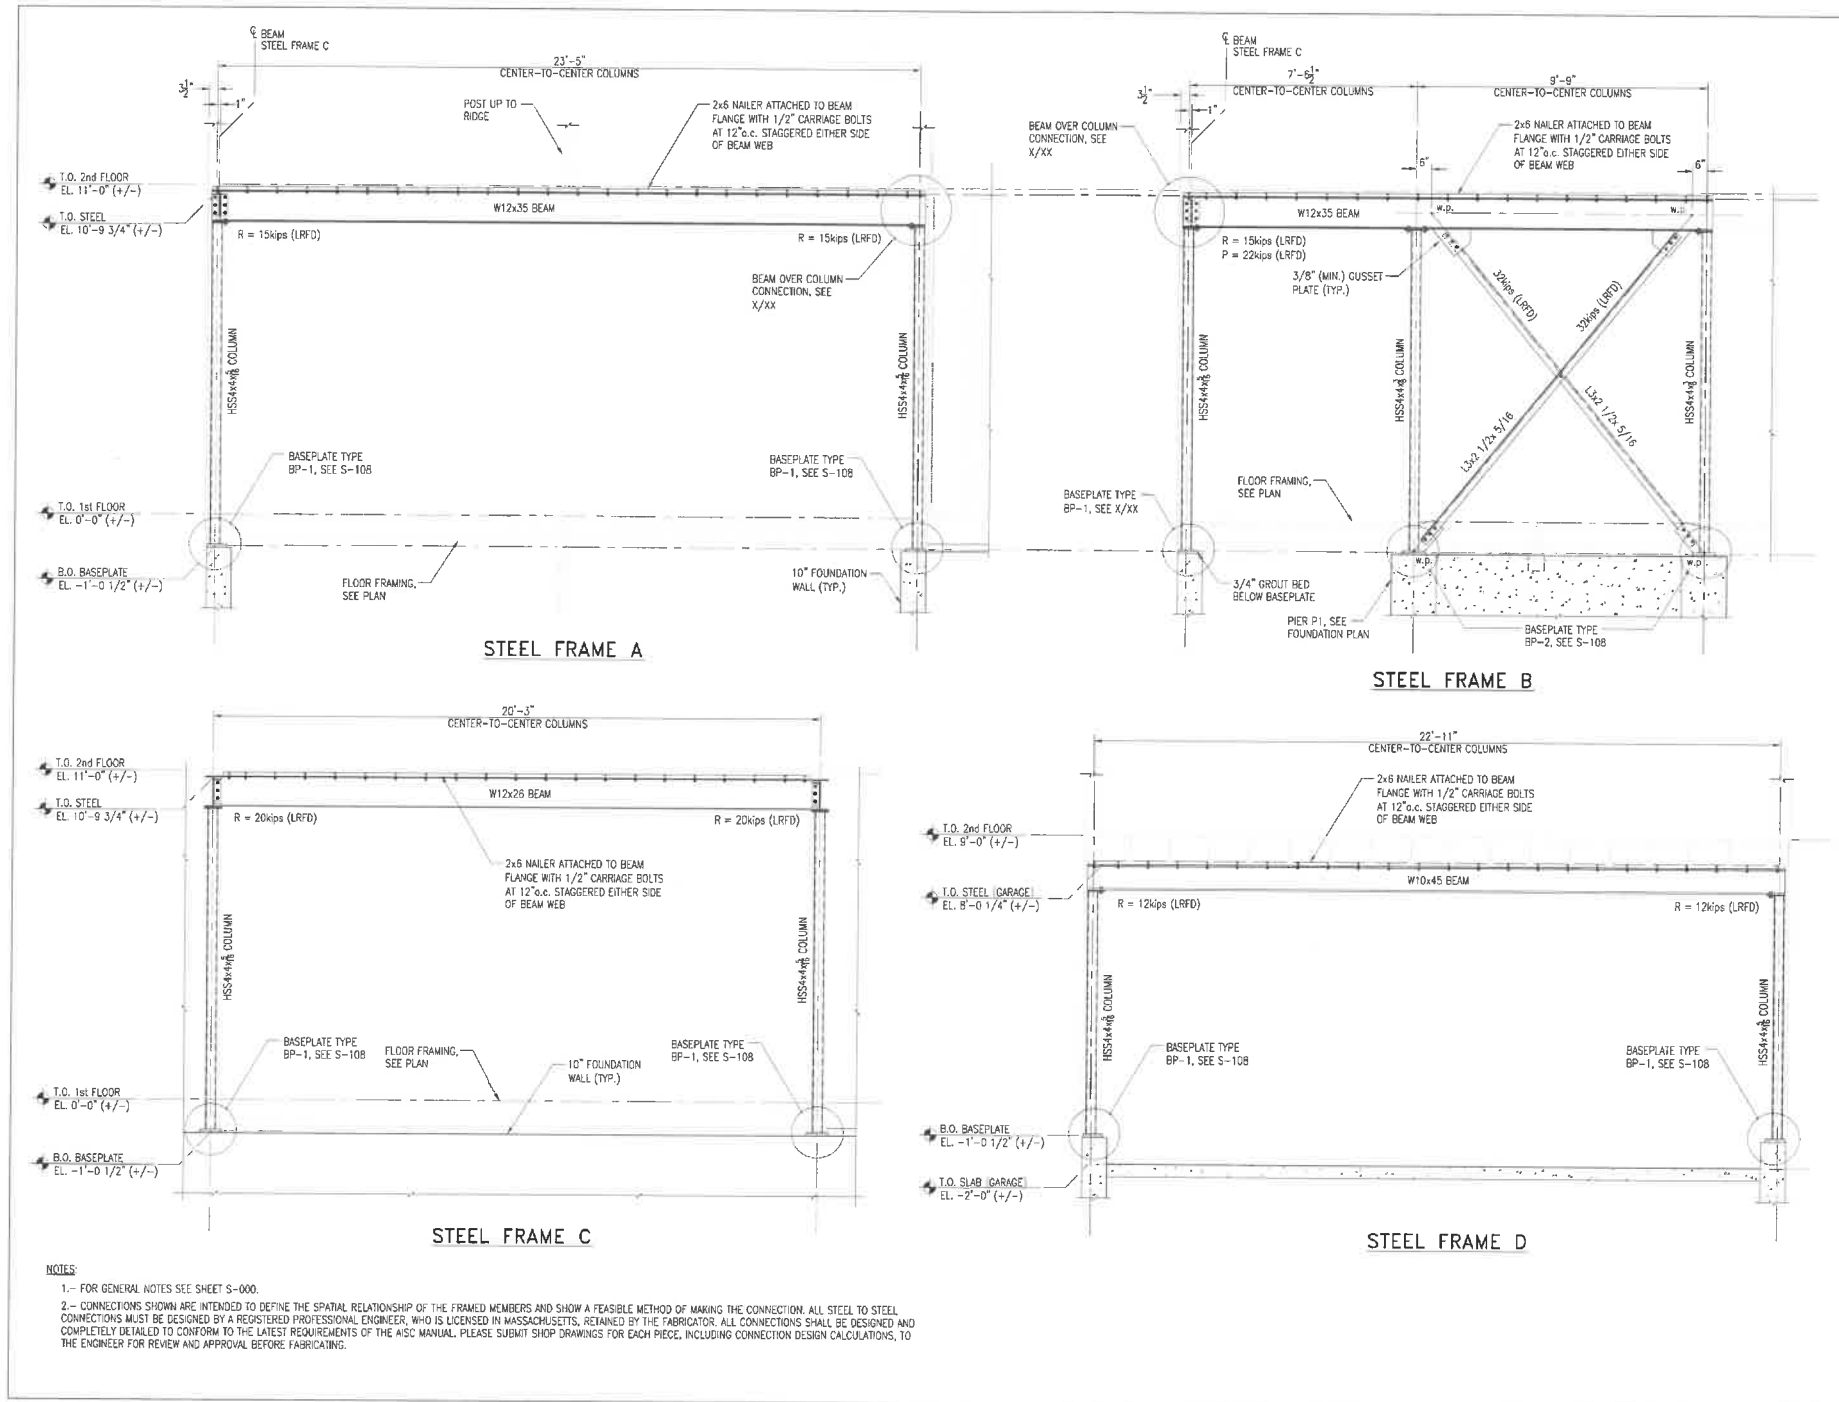 ℄ BEAM
STEEL FRAME C
23'-5"
CENTER-TO-CENTER COLUMNS
3½"
1"
POST UP TO
RIDGE
2x6 NAILER ATTACHED TO BEAM
FLANGE WITH 1/2" CARRIAGE BOLTS
AT 12"o.c. STAGGERED EITHER SIDE
OF BEAM WEB
T.O. 2nd FLOOR
EL. 11'-0" (+/-)
T.O. STEEL
EL. 10'-9 3/4" (+/-)
W12x35 BEAM
R = 15kips (LRFD)
R = 15kips (LRFD)
BEAM OVER COLUMN
CONNECTION, SEE
X/XX
HSS4x4x5/16 COLUMN
HSS4x4x5/16 COLUMN
BASEPLATE TYPE
BP-1, SEE S-108
BASEPLATE TYPE
BP-1, SEE S-108
T.O. 1st FLOOR
EL. 0'-0" (+/-)
B.O. BASEPLATE
EL. -1'-0 1/2" (+/-)
FLOOR FRAMING,
SEE PLAN
10" FOUNDATION
WALL (TYP.)
STEEL FRAME A
℄ BEAM
STEEL FRAME C
7'-6½"
CENTER-TO-CENTER COLUMNS
9'-9"
CENTER-TO-CENTER COLUMNS
3½"
1"
BEAM OVER COLUMN
CONNECTION, SEE
X/XX
2x6 NAILER ATTACHED TO BEAM
FLANGE WITH 1/2" CARRIAGE BOLTS
AT 12"o.c. STAGGERED EITHER SIDE
OF BEAM WEB
6"
6"
W12x35 BEAM
w.p.
w.p.
R = 15kips (LRFD)
P = 22kips (LRFD)
3/8" (MIN.) GUSSET
PLATE (TYP.)
32kips (LRFD)
32kips (LRFD)
HSS4x4x5/16 COLUMN
HSS4x4x3/8 COLUMN
HSS4x4x3/8 COLUMN
L3x2 1/2x 5/16
L3x2 1/2x 5/16
BASEPLATE TYPE
BP-1, SEE X/XX
FLOOR FRAMING,
SEE PLAN
w.p.
w.p.
3/4" GROUT BED
BELOW BASEPLATE
PIER P1, SEE
FOUNDATION PLAN
BASEPLATE TYPE
BP-2, SEE S-108
STEEL FRAME B
20'-3"
CENTER-TO-CENTER COLUMNS
T.O. 2nd FLOOR
EL. 11'-0" (+/-)
T.O. STEEL
EL. 10'-9 3/4" (+/-)
W12x26 BEAM
R = 20kips (LRFD)
R = 20kips (LRFD)
2x6 NAILER ATTACHED TO BEAM
FLANGE WITH 1/2" CARRIAGE BOLTS
AT 12"o.c. STAGGERED EITHER SIDE
OF BEAM WEB
HSS4x4x5/16 COLUMN
HSS4x4x5/16 COLUMN
BASEPLATE TYPE
BP-1, SEE S-108
FLOOR FRAMING,
SEE PLAN
10" FOUNDATION
WALL (TYP.)
BASEPLATE TYPE
BP-1, SEE S-108
T.O. 1st FLOOR
EL. 0'-0" (+/-)
B.O. BASEPLATE
EL. -1'-0 1/2" (+/-)
STEEL FRAME C
22'-11"
CENTER-TO-CENTER COLUMNS
2x6 NAILER ATTACHED TO BEAM
FLANGE WITH 1/2" CARRIAGE BOLTS
AT 12"o.c. STAGGERED EITHER SIDE
OF BEAM WEB
T.O. 2nd FLOOR
EL. 9'-0" (+/-)
T.O. STEEL (GARAGE)
EL. 8'-0 1/4" (+/-)
W10x45 BEAM
R = 12kips (LRFD)
R = 12kips (LRFD)
HSS4x4x5/16 COLUMN
HSS4x4x5/16 COLUMN
BASEPLATE TYPE
BP-1, SEE S-108
BASEPLATE TYPE
BP-1, SEE S-108
B.O. BASEPLATE
EL. -1'-0 1/2" (+/-)
T.O. SLAB (GARAGE)
EL. -2'-0" (+/-)
STEEL FRAME D
NOTES:
1.- FOR GENERAL NOTES SEE SHEET S-000.
2.- CONNECTIONS SHOWN ARE INTENDED TO DEFINE THE SPATIAL RELATIONSHIP OF THE FRAMED MEMBERS AND SHOW A FEASIBLE METHOD OF MAKING THE CONNECTION. ALL STEEL TO STEEL
CONNECTIONS MUST BE DESIGNED BY A REGISTERED PROFESSIONAL ENGINEER, WHO IS LICENSED IN MASSACHUSETTS, RETAINED BY THE FABRICATOR. ALL CONNECTIONS SHALL BE DESIGNED AND
COMPLETELY DETAILED TO CONFORM TO THE LATEST REQUIREMENTS OF THE AISC MANUAL. PLEASE SUBMIT SHOP DRAWINGS FOR EACH PIECE, INCLUDING CONNECTION DESIGN CALCULATIONS, TO
THE ENGINEER FOR REVIEW AND APPROVAL BEFORE FABRICATING.